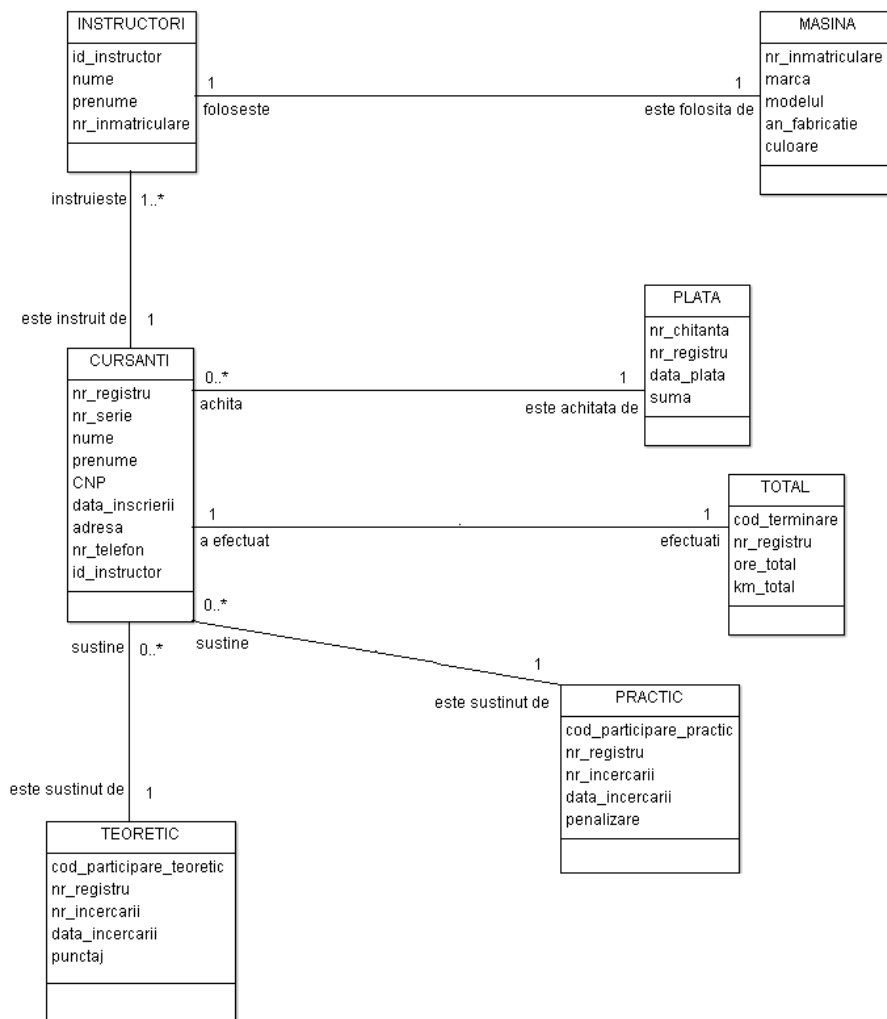 INSTRUCTORI
id_instructor
nume
prenume
nr_inmatriculare
1
foloseste
1
este folosita de
MASINA
nr_inmatriculare
marca
modelul
an_fabricatie
culoare
instruieste
1..*
este instruit de
1
CURSANTI
nr_registru
nr_serie
nume
prenume
CNP
data_inscrierii
adresa
nr_telefon
id_instructor
0..*
achita
1
este achitata de
PLATA
nr_chitanta
nr_registru
data_plata
suma
1
a efectuat
1
efectuati
TOTAL
cod_terminare
nr_registru
ore_total
km_total
0..*
sustine
1
este sustinut de
PRACTIC
cod_participare_practic
nr_registru
nr_incercarii
data_incercarii
penalizare
sustine
0..*
este sustinut de
1
TEORETIC
cod_participare_teoretic
nr_registru
nr_incercarii
data_incercarii
punctaj